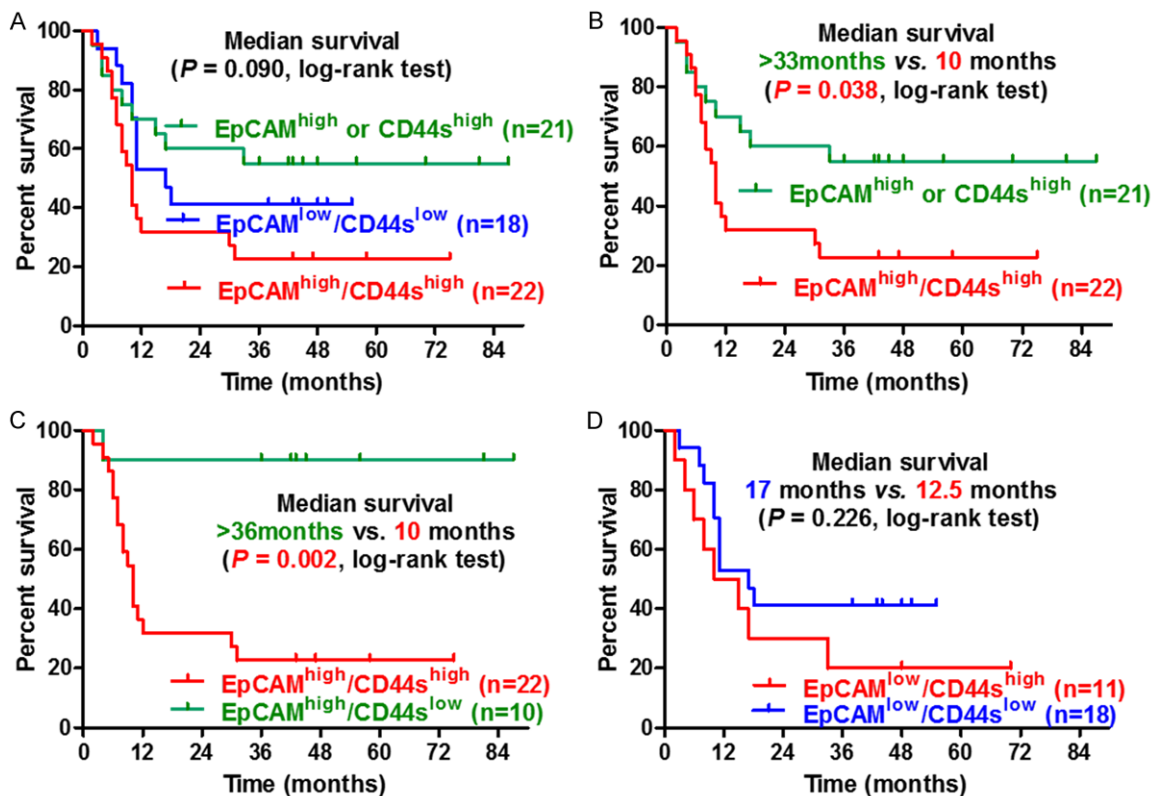 A
Median survival
(P = 0.090, log-rank test)
EpCAMhigh or CD44shigh (n=21)
EpCAMlow/CD44slow (n=18)
EpCAMhigh/CD44shigh (n=22)
Percent survival
100
80
60
40
20
0
0 12 24 36 48 60 72 84
Time (months)
B
Median survival
>33months vs. 10 months
(P = 0.038, log-rank test)
EpCAMhigh or CD44shigh (n=21)
EpCAMhigh/CD44shigh (n=22)
Percent survival
100
80
60
40
20
0
0 12 24 36 48 60 72 84
Time (months)
C
Median survival
>36months vs. 10 months
(P = 0.002, log-rank test)
EpCAMhigh/CD44shigh (n=22)
EpCAMhigh/CD44slow (n=10)
Percent survival
100
80
60
40
20
0
0 12 24 36 48 60 72 84
Time (months)
D
Median survival
17 months vs. 12.5 months
(P = 0.226, log-rank test)
EpCAMlow/CD44shigh (n=11)
EpCAMlow/CD44slow (n=18)
Percent survival
100
80
60
40
20
0
0 12 24 36 48 60 72 84
Time (months)